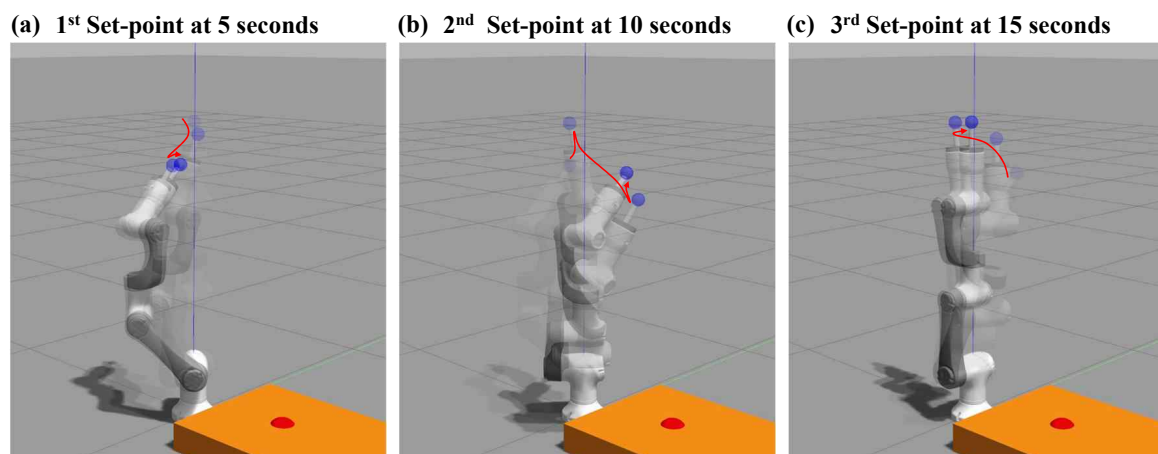 (a) 1st Set-point at 5 seconds
(b) 2nd Set-point at 10 seconds
(c) 3rd Set-point at 15 seconds